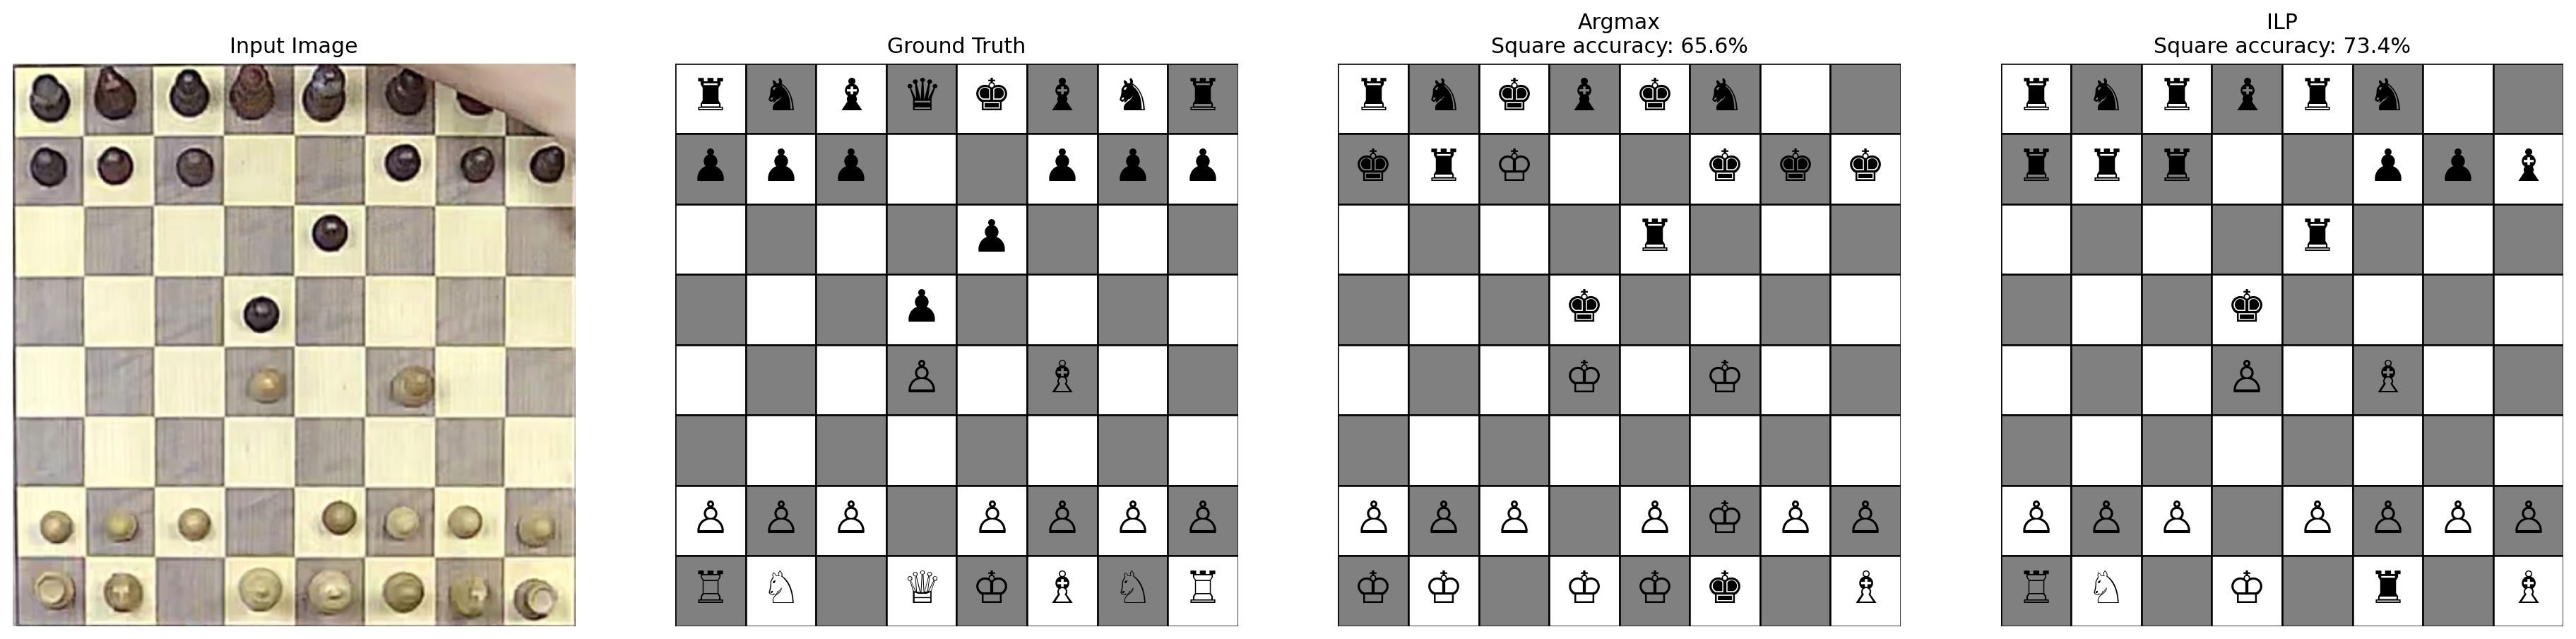 Input Image
Ground Truth
Argmax
Square accuracy: 65.6%
ILP
Square accuracy: 73.4%